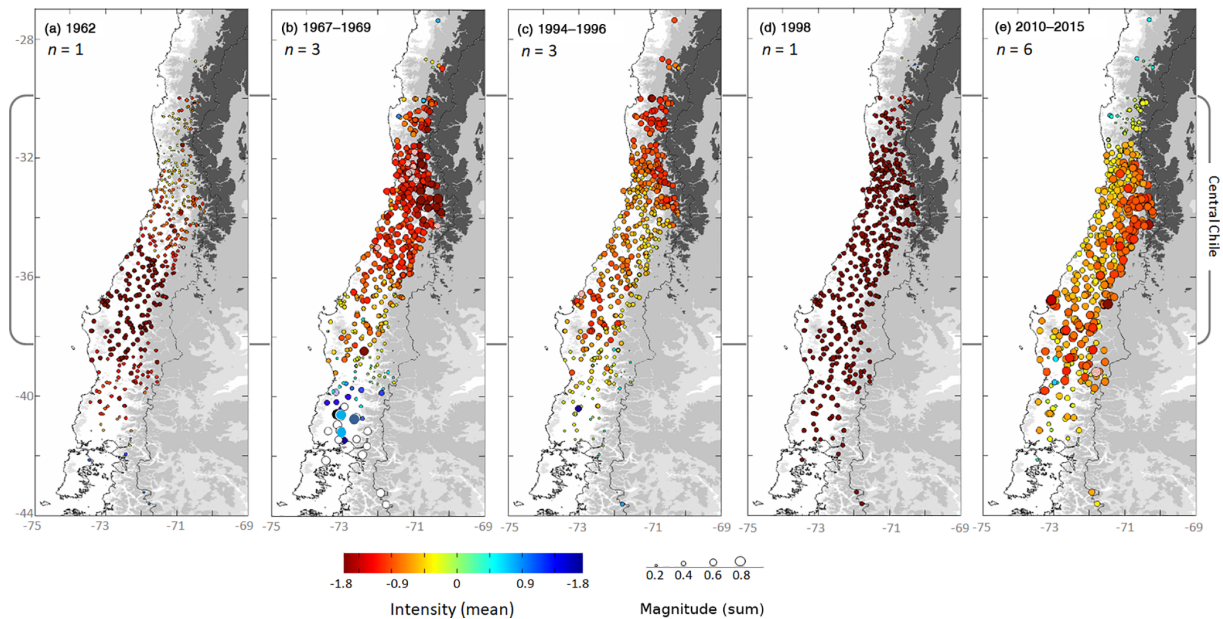 (a) 1962
n = 1
(b) 1967–1969
n = 3
(c) 1994–1996
n = 3
(d) 1998
n = 1
(e) 2010–2015
n = 6
-28
-32
-36
-40
-44
Central Chile
-75 -73 -71 -69
-75 -73 -71 -69
-75 -73 -71 -69
-75 -73 -71 -69
-75 -73 -71 -69
-1.8 -0.9 0 0.9 -1.8
Intensity (mean)
0.2 0.4 0.6 0.8
Magnitude (sum)